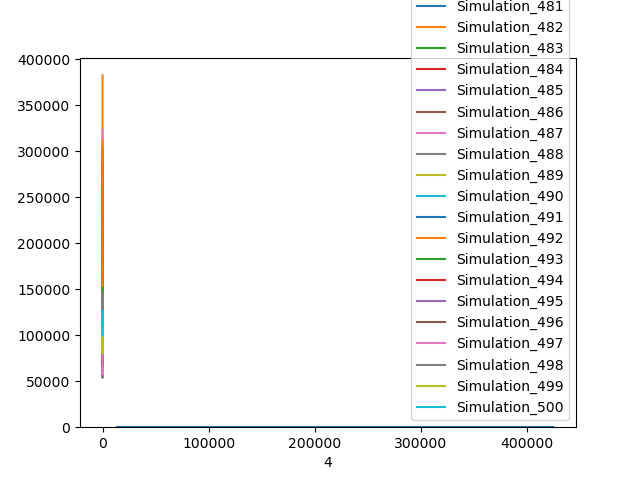 Simulation_481
Simulation_482
Simulation_483
Simulation_484
Simulation_485
Simulation_486
Simulation_487
Simulation_488
Simulation_489
Simulation_490
Simulation_491
Simulation_492
Simulation_493
Simulation_494
Simulation_495
Simulation_496
Simulation_497
Simulation_498
Simulation_499
Simulation_500
400000
350000
300000
250000
200000
150000
100000
50000
0
0 100000 200000 300000 400000
4